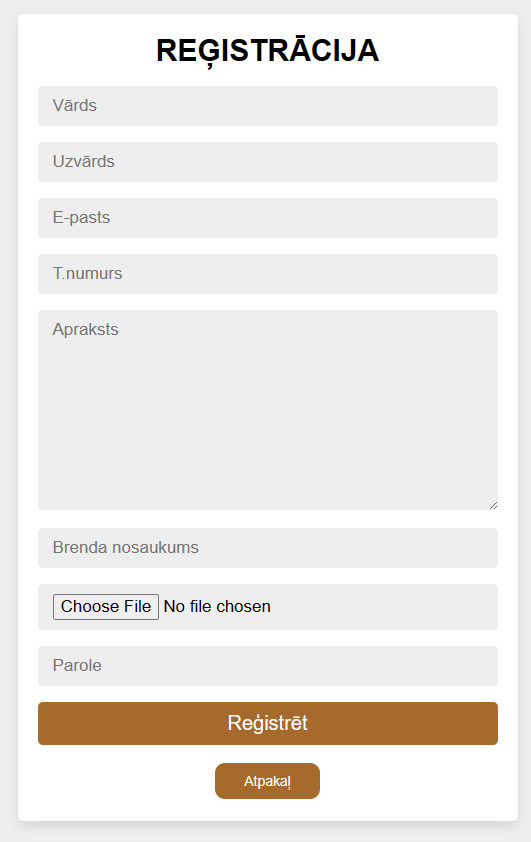 REĢISTRĀCIJA
Vārds
Uzvārds
E-pasts
T.numurs
Apraksts
Brenda nosaukums
Choose File No file chosen
Parole
Reģistrēt
Atpakaļ